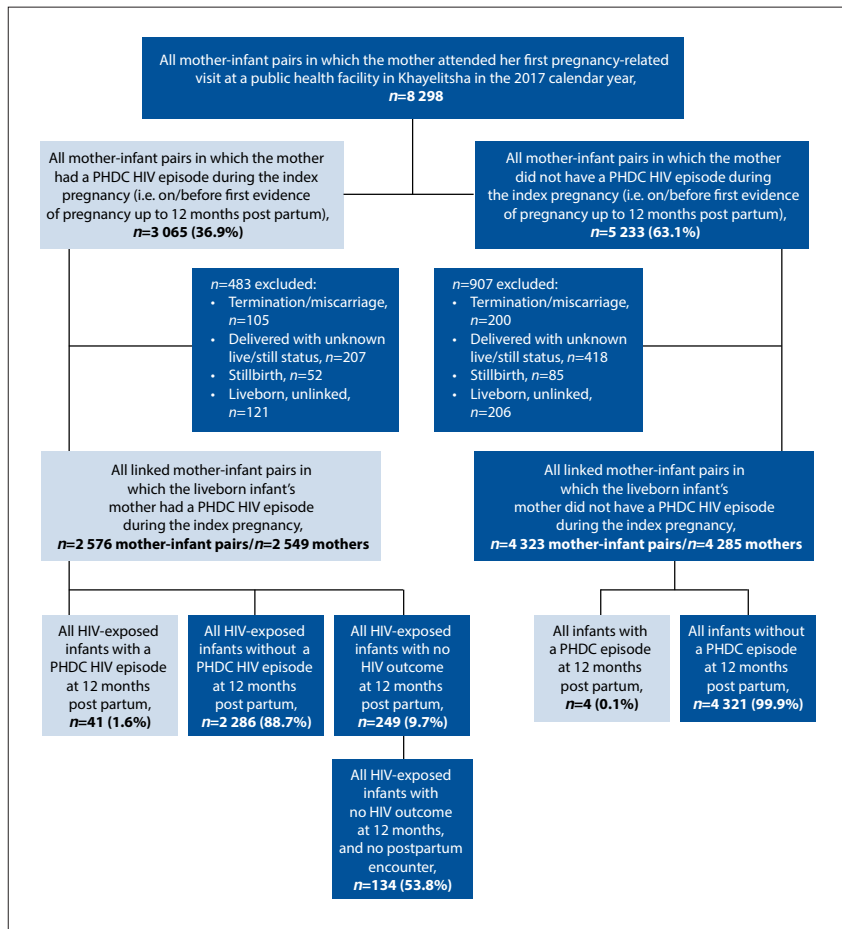 All mother-infant pairs in which the mother attended her first pregnancy-related
visit at a public health facility in Khayelitsha in the 2017 calendar year,
n=8 298
All mother-infant pairs in which the mother
had a PHDC HIV episode during the index
pregnancy (i.e. on/before first evidence
of pregnancy up to 12 months post partum),
n=3 065 (36.9%)
All mother-infant pairs in which the mother
did not have a PHDC HIV episode during
the index pregnancy (i.e. on/before first evidence
of pregnancy up to 12 months post partum),
n=5 233 (63.1%)
n=483 excluded:
• Termination/miscarriage,
n=105
• Delivered with unknown
live/still status, n=207
• Stillbirth, n=52
• Liveborn, unlinked,
n=121
n=907 excluded:
• Termination/miscarriage,
n=200
• Delivered with unknown
live/still status, n=418
• Stillbirth, n=85
• Liveborn, unlinked,
n=206
All linked mother-infant pairs in
which the liveborn infant's
mother had a PHDC HIV episode
during the index pregnancy,
n=2 576 mother-infant pairs/n=2 549 mothers
All linked mother-infant pairs in
which the liveborn infant's
mother did not have a PHDC HIV episode
during the index pregnancy,
n=4 323 mother-infant pairs/n=4 285 mothers
All HIV-exposed
infants with a
PHDC HIV episode
at 12 months
post partum,
n=41 (1.6%)
All HIV-exposed
infants without a
PHDC HIV episode
at 12 months
post partum,
n=2 286 (88.7%)
All HIV-exposed
infants with no
HIV outcome
at 12 months
post partum,
n=249 (9.7%)
All infants with
a PHDC episode
at 12 months
post partum,
n=4 (0.1%)
All infants without
a PHDC episode
at 12 months
post partum,
n=4 321 (99.9%)
All HIV-exposed
infants with
no HIV outcome
at 12 months,
and no postpartum
encounter,
n=134 (53.8%)